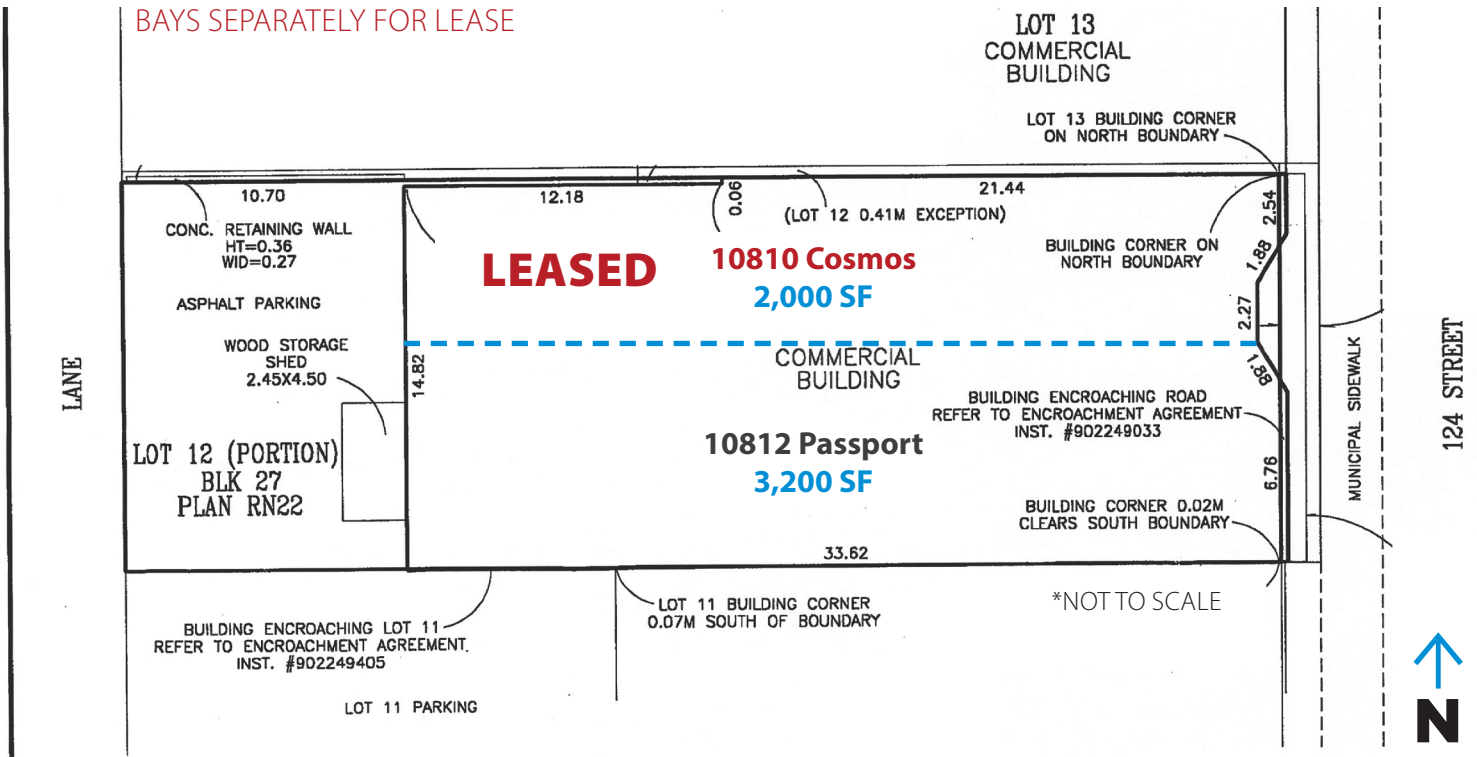 BAYS SEPARATELY FOR LEASE
LOT 13
COMMERCIAL
BUILDING
LOT 13 BUILDING CORNER
ON NORTH BOUNDARY
10.70
12.18
0.06
21.44
2.54
(LOT 12 0.41M EXCEPTION)
CONC. RETAINING WALL
HT=0.36
WID=0.27
BUILDING CORNER ON
NORTH BOUNDARY
1.88
LEASED
10810 Cosmos
2,000 SF
ASPHALT PARKING
2.27
WOOD STORAGE
SHED
2.45X4.50
14.82
COMMERCIAL
BUILDING
1.88
LANE
MUNICIPAL SIDEWALK
124 STREET
BUILDING ENCROACHING ROAD
REFER TO ENCROACHMENT AGREEMENT
INST. #902249033
10812 Passport
3,200 SF
LOT 12 (PORTION)
BLK 27
PLAN RN22
6.76
BUILDING CORNER 0.02M
CLEARS SOUTH BOUNDARY
33.62
*NOT TO SCALE
LOT 11 BUILDING CORNER
0.07M SOUTH OF BOUNDARY
BUILDING ENCROACHING LOT 11
REFER TO ENCROACHMENT AGREEMENT.
INST. #902249405
LOT 11 PARKING
N